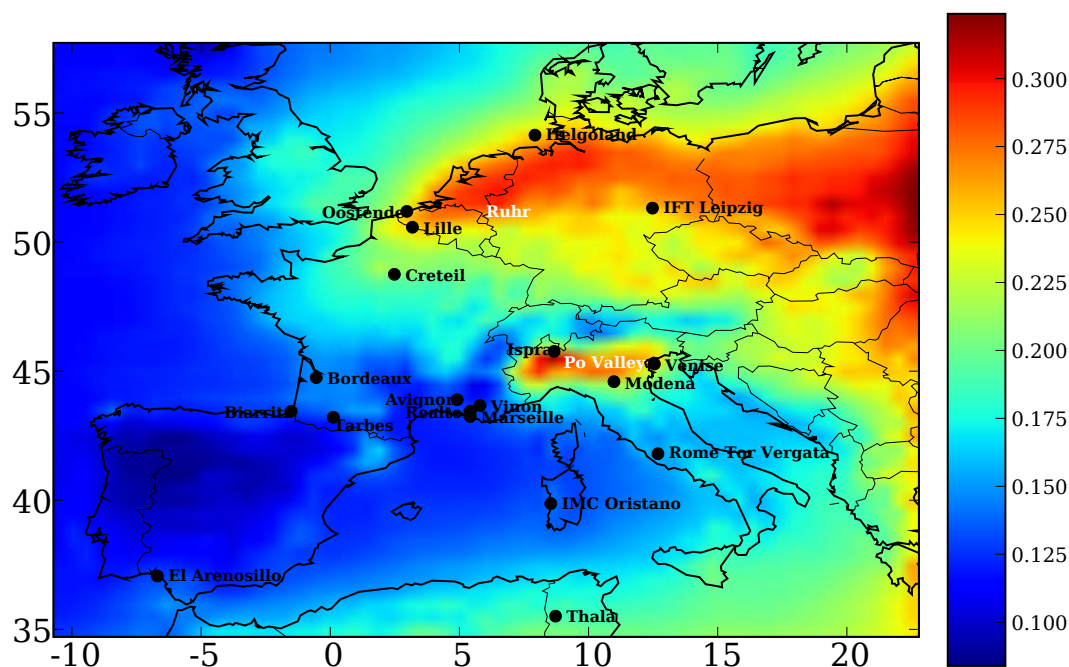 55
50
45
40
35
-10
-5
0
5
10
15
20
Helgoland
Oostende
Ruhr
IFT Leipzig
Lille
Creteil
Ispra
Po Valley
Venise
Bordeaux
Modena
Avignon
Vinon
Biarritz
Marseille
Tarbes
Rome Tor Vergata
IMC Oristano
El Arenosillo
Thala
0.300
0.275
0.250
0.225
0.200
0.175
0.150
0.125
0.100